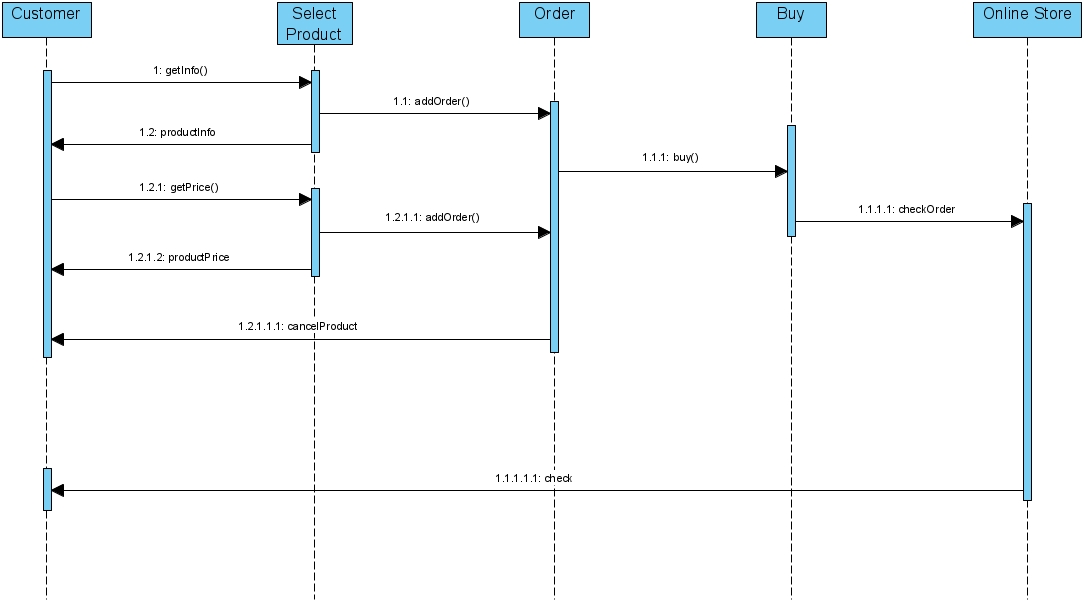 Customer
Select
Product
Order
Buy
Online Store
1: getInfo()
1.1: addOrder()
1.2: productInfo
1.1.1: buy()
1.2.1: getPrice()
1.1.1.1: checkOrder
1.2.1.1: addOrder()
1.2.1.2: productPrice
1.2.1.1.1: cancelProduct
1.1.1.1.1: check